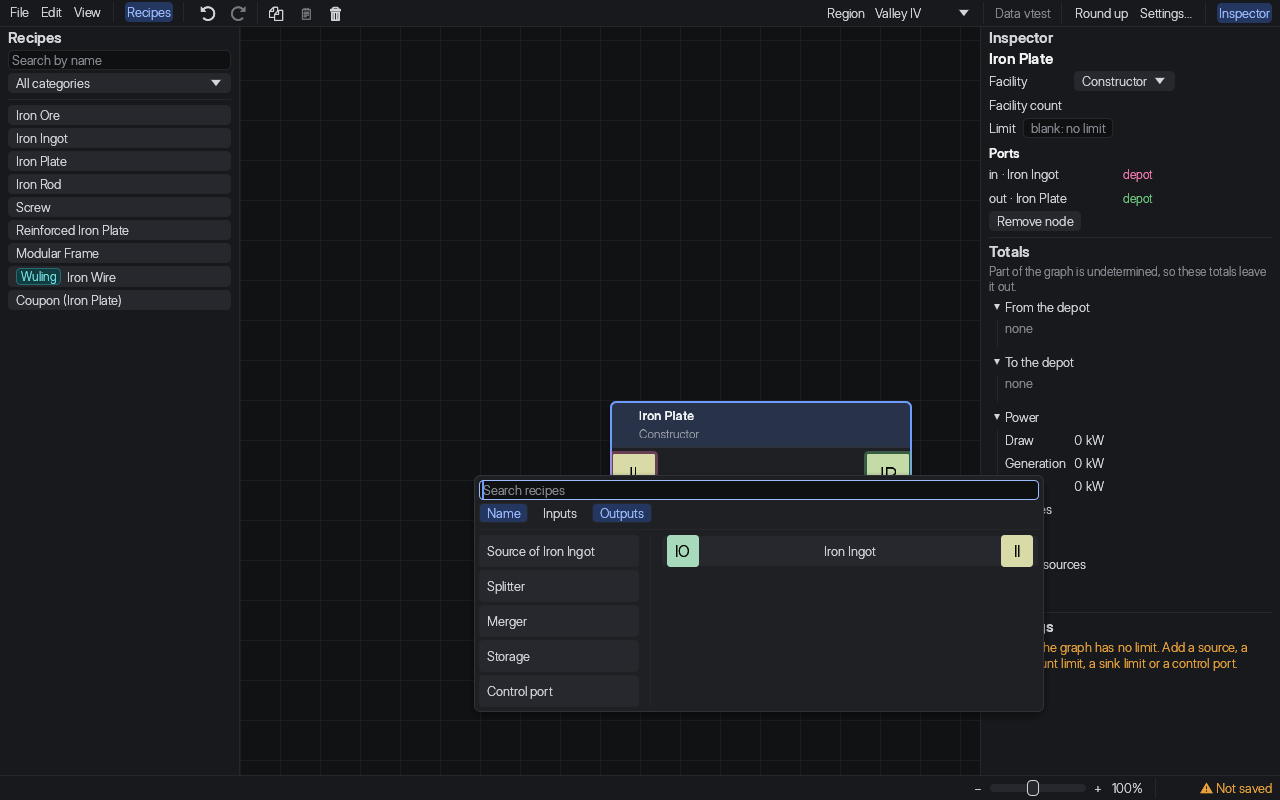 File Edit View Recipes Region Valley IV Data vtest Round up Settings... Inspector
Recipes
Search by name
All categories
Iron Ore
Iron Ingot
Iron Plate
Iron Rod
Screw
Reinforced Iron Plate
Modular Frame
Wuling Iron Wire
Coupon (Iron Plate)
Iron Plate
Constructor
Search recipes
Name Inputs Outputs
Source of Iron Ingot
Splitter
Merger
Storage
Control port
IO Iron Ingot II
Inspector
Iron Plate
Facility Constructor
Facility count
Limit blank: no limit
Ports
in · Iron Ingot depot
out · Iron Plate depot
Remove node
Totals
Part of the graph is undetermined, so these totals leave
it out.
From the depot
none
To the depot
none
Power
Draw 0 kW
Generation 0 kW
0 kW
sources
he graph has no limit. Add a source, a
limit, a sink limit or a control port.
− + 100% Not saved